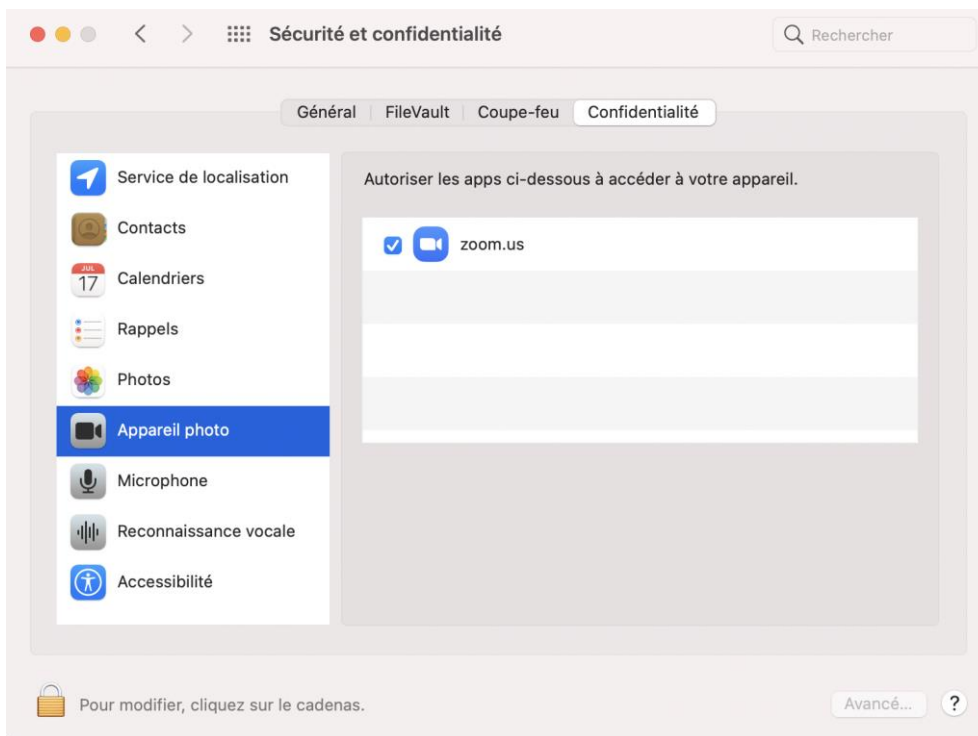 Sécurité et confidentialité
Rechercher
Général
FileVault
Coupe-feu
Confidentialité
Service de localisation
Contacts
JUL
17
Calendriers
Rappels
Photos
Appareil photo
Microphone
Reconnaissance vocale
Accessibilité
Autoriser les apps ci-dessous à accéder à votre appareil.
zoom.us
Pour modifier, cliquez sur le cadenas.
Avancé...
?